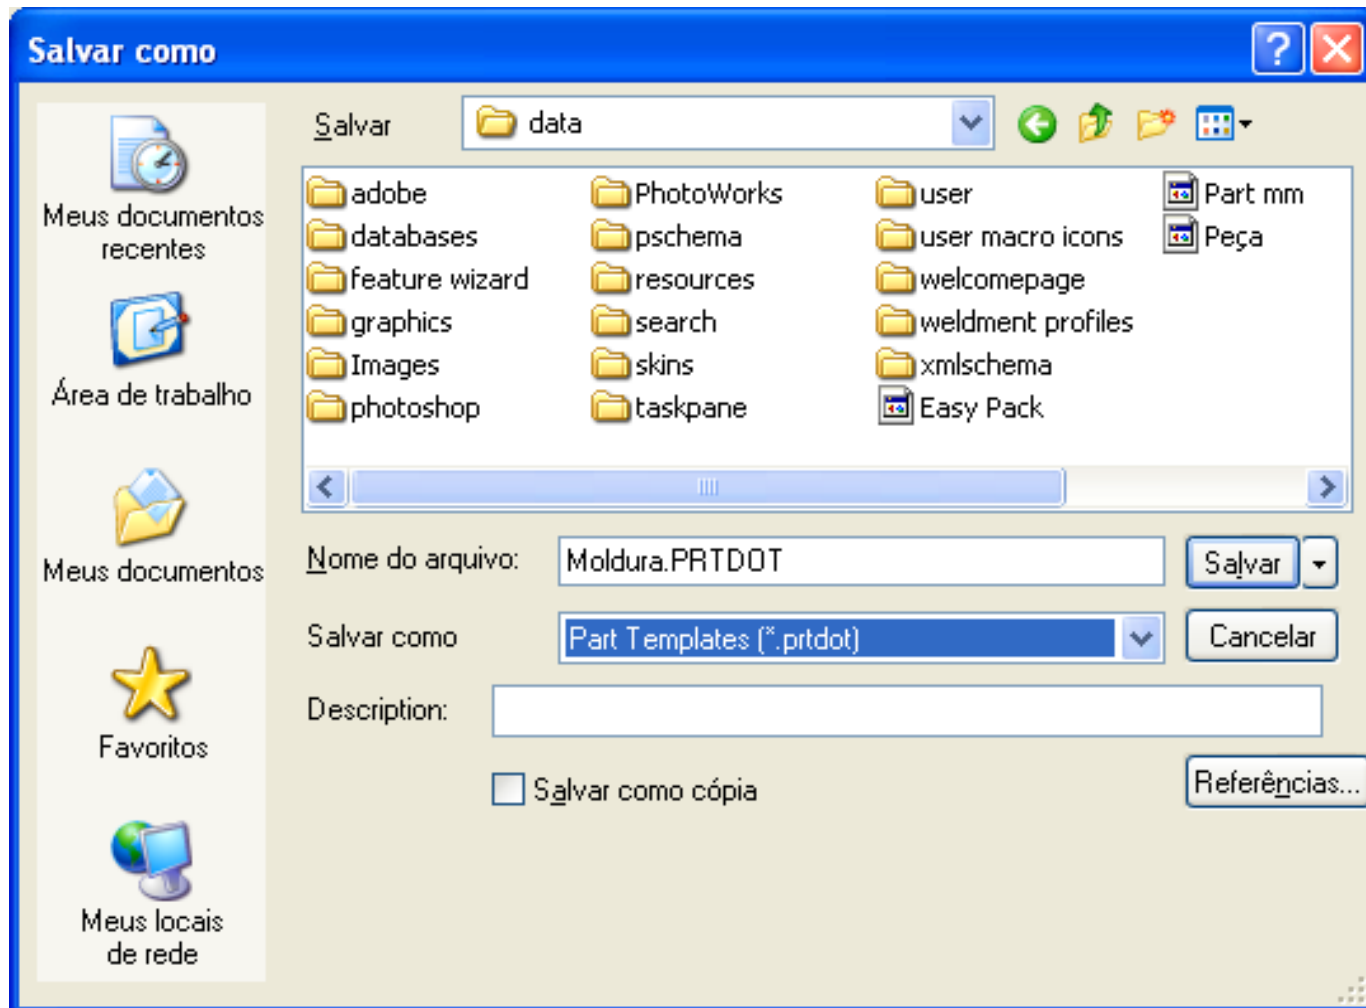 Salvar como
Salvar
data
Meus documentos
recentes
Área de trabalho
Meus documentos
Favoritos
Meus locais
de rede
adobe
databases
feature wizard
graphics
Images
photoshop
PhotoWorks
pschema
resources
search
skins
taskpane
user
user macro icons
welcomepage
weldment profiles
xmlschema
Easy Pack
Part mm
Peça
Nome do arquivo:
Moldura.PRTDOT
Salvar
Salvar como
Part Templates (*.prtdot)
Cancelar
Description:
Salvar como cópia
Referências...